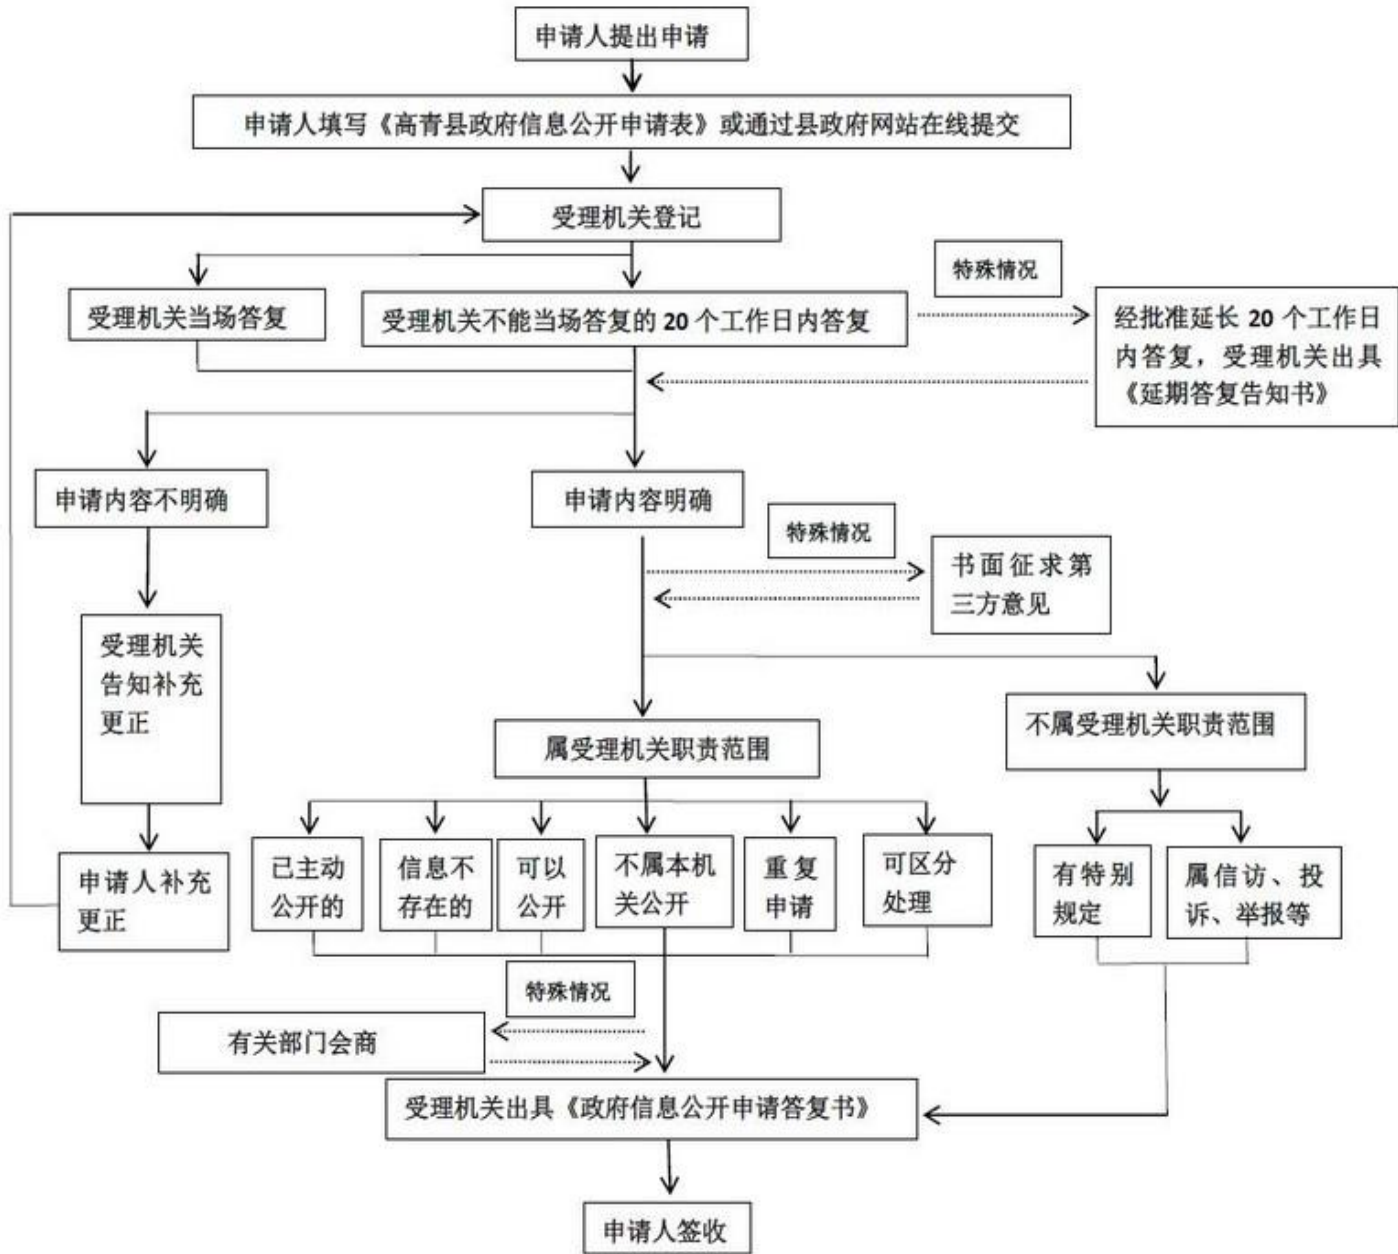 申请人提出申请
申请人填写《高青县政府信息公开申请表》或通过县政府网站在线提交
受理机关登记
特殊情况
受理机关当场答复
受理机关不能当场答复的 20 个工作日内答复
经批准延长 20 个工作日
内答复，受理机关出具
《延期答复告知书》
申请内容不明确
申请内容明确
特殊情况
书面征求第
三方意见
受理机关
告知补充
更正
属受理机关职责范围
不属受理机关职责范围
申请人补充
更正
已主动
公开的
信息不
存在的
可以
公开
不属本机
关公开
重复
申请
可区分
处理
有特别
规定
属信访、投
诉、举报等
特殊情况
有关部门会商
受理机关出具《政府信息公开申请答复书》
申请人签收